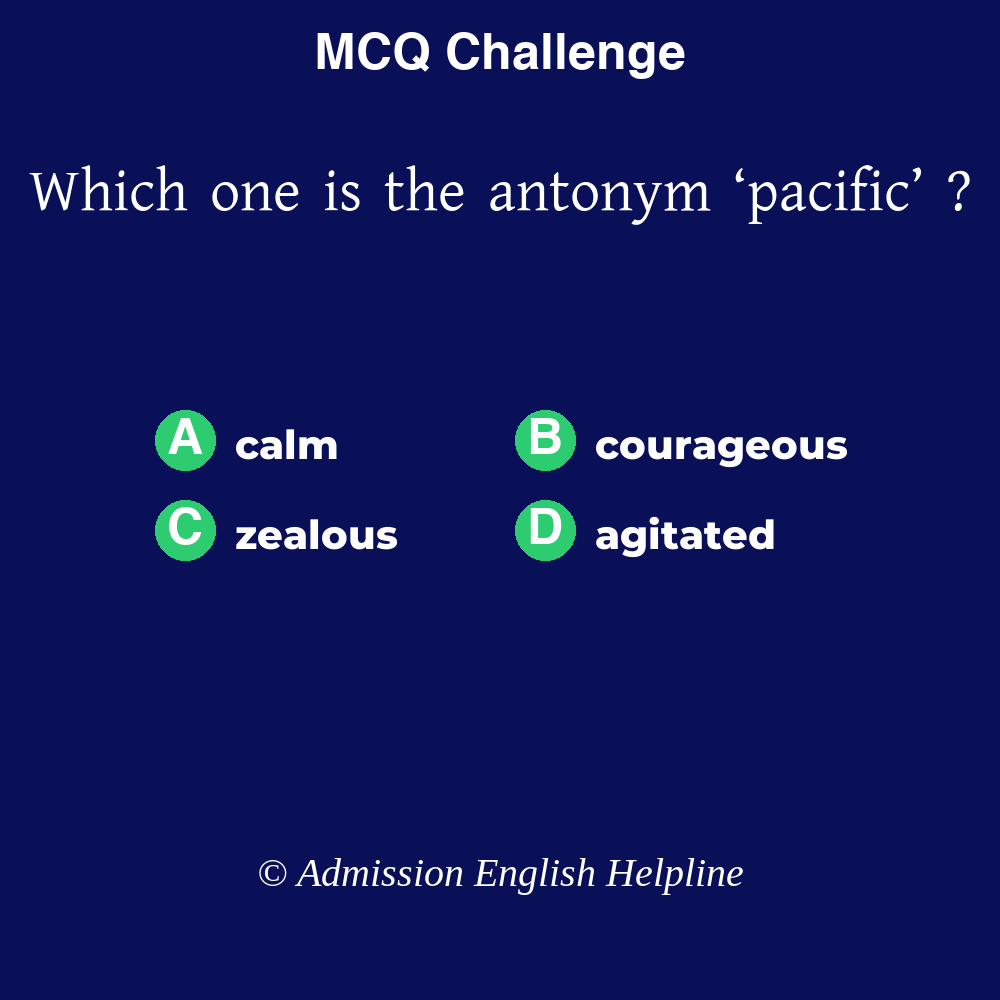 MCQ Challenge
Which one is the antonym ‘pacific’ ?
A calm
B courageous
C zealous
D agitated
© Admission English Helpline